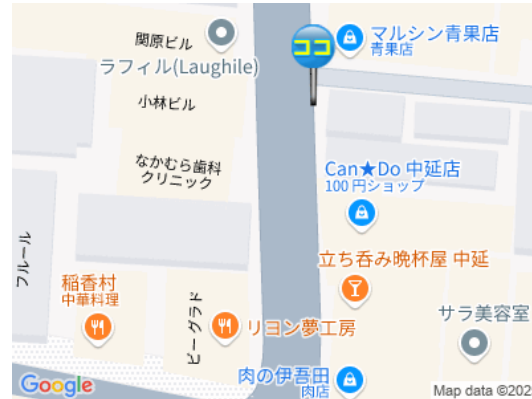 関原ビル
ラフィル(Laughile)
ココ
マルシン青果店
青果店
小林ビル
なかむら歯科
クリニック
Can★Do 中延店
100 円ショップ
フルール
稲香村
中華料理
ビーグラド
リヨン夢工房
立ち呑み晩杯屋 中延
サラ美容室
肉の伊吾田
肉店
Google
Map data ©202